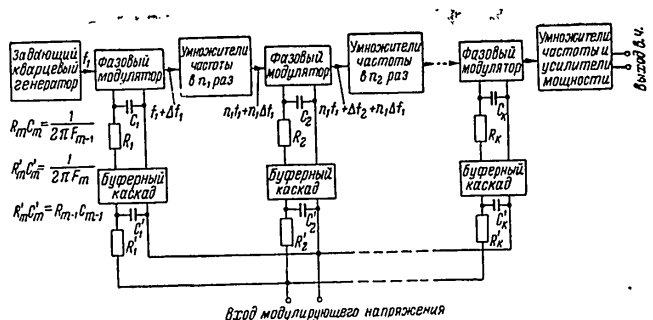 Задающий
кварцевый
генератор
f₁
Фазовый
модулятор
Умножители
частоты
в n₁ раз
Фазовый
модулятор
Умножители
частоты
в n₂ раз
Фазовый
модулятор
Умножители
частоты и
усилители
мощности
Выход в.ч.
C₁
f₁+Δf₁
n₁f₁+n₁Δf₁
C₂
n₁f₁+Δf₂+n₁Δf₁
Cк
RmCm=1/2πFm-1
R₁
R₂
Rк
R'mC'm=1/2πFm
Буферный
каскад
Буферный
каскад
Буферный
каскад
R'mC'm=Rm-1Cm-1
C'₁
C'₂
C'к
R'₁
R'₂
R'к
Вход модулирующего напряжения